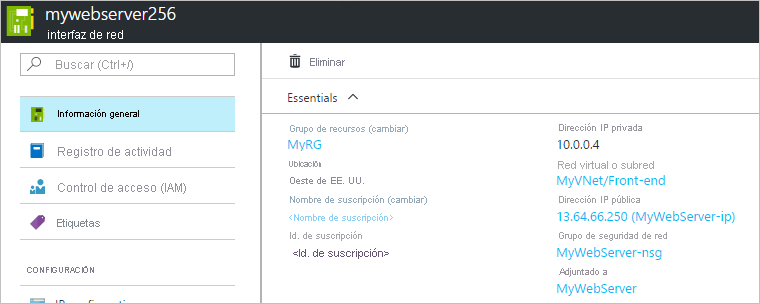 mywebserver256
interfaz de red
Buscar (Ctrl+/)
Información general
Registro de actividad
Control de acceso (IAM)
Etiquetas
CONFIGURACIÓN
Eliminar
Essentials
Grupo de recursos (cambiar)
MyRG
Ubicación
Oeste de EE. UU.
Nombre de suscripción (cambiar)
<Nombre de suscripción>
Id. de suscripción
<Id. de suscripción>
Dirección IP privada
10.0.0.4
Red virtual o subred
MyVNet/Front-end
Dirección IP pública
13.64.66.250 (MyWebServer-ip)
Grupo de seguridad de red
MyWebServer-nsg
Adjuntado a
MyWebServer